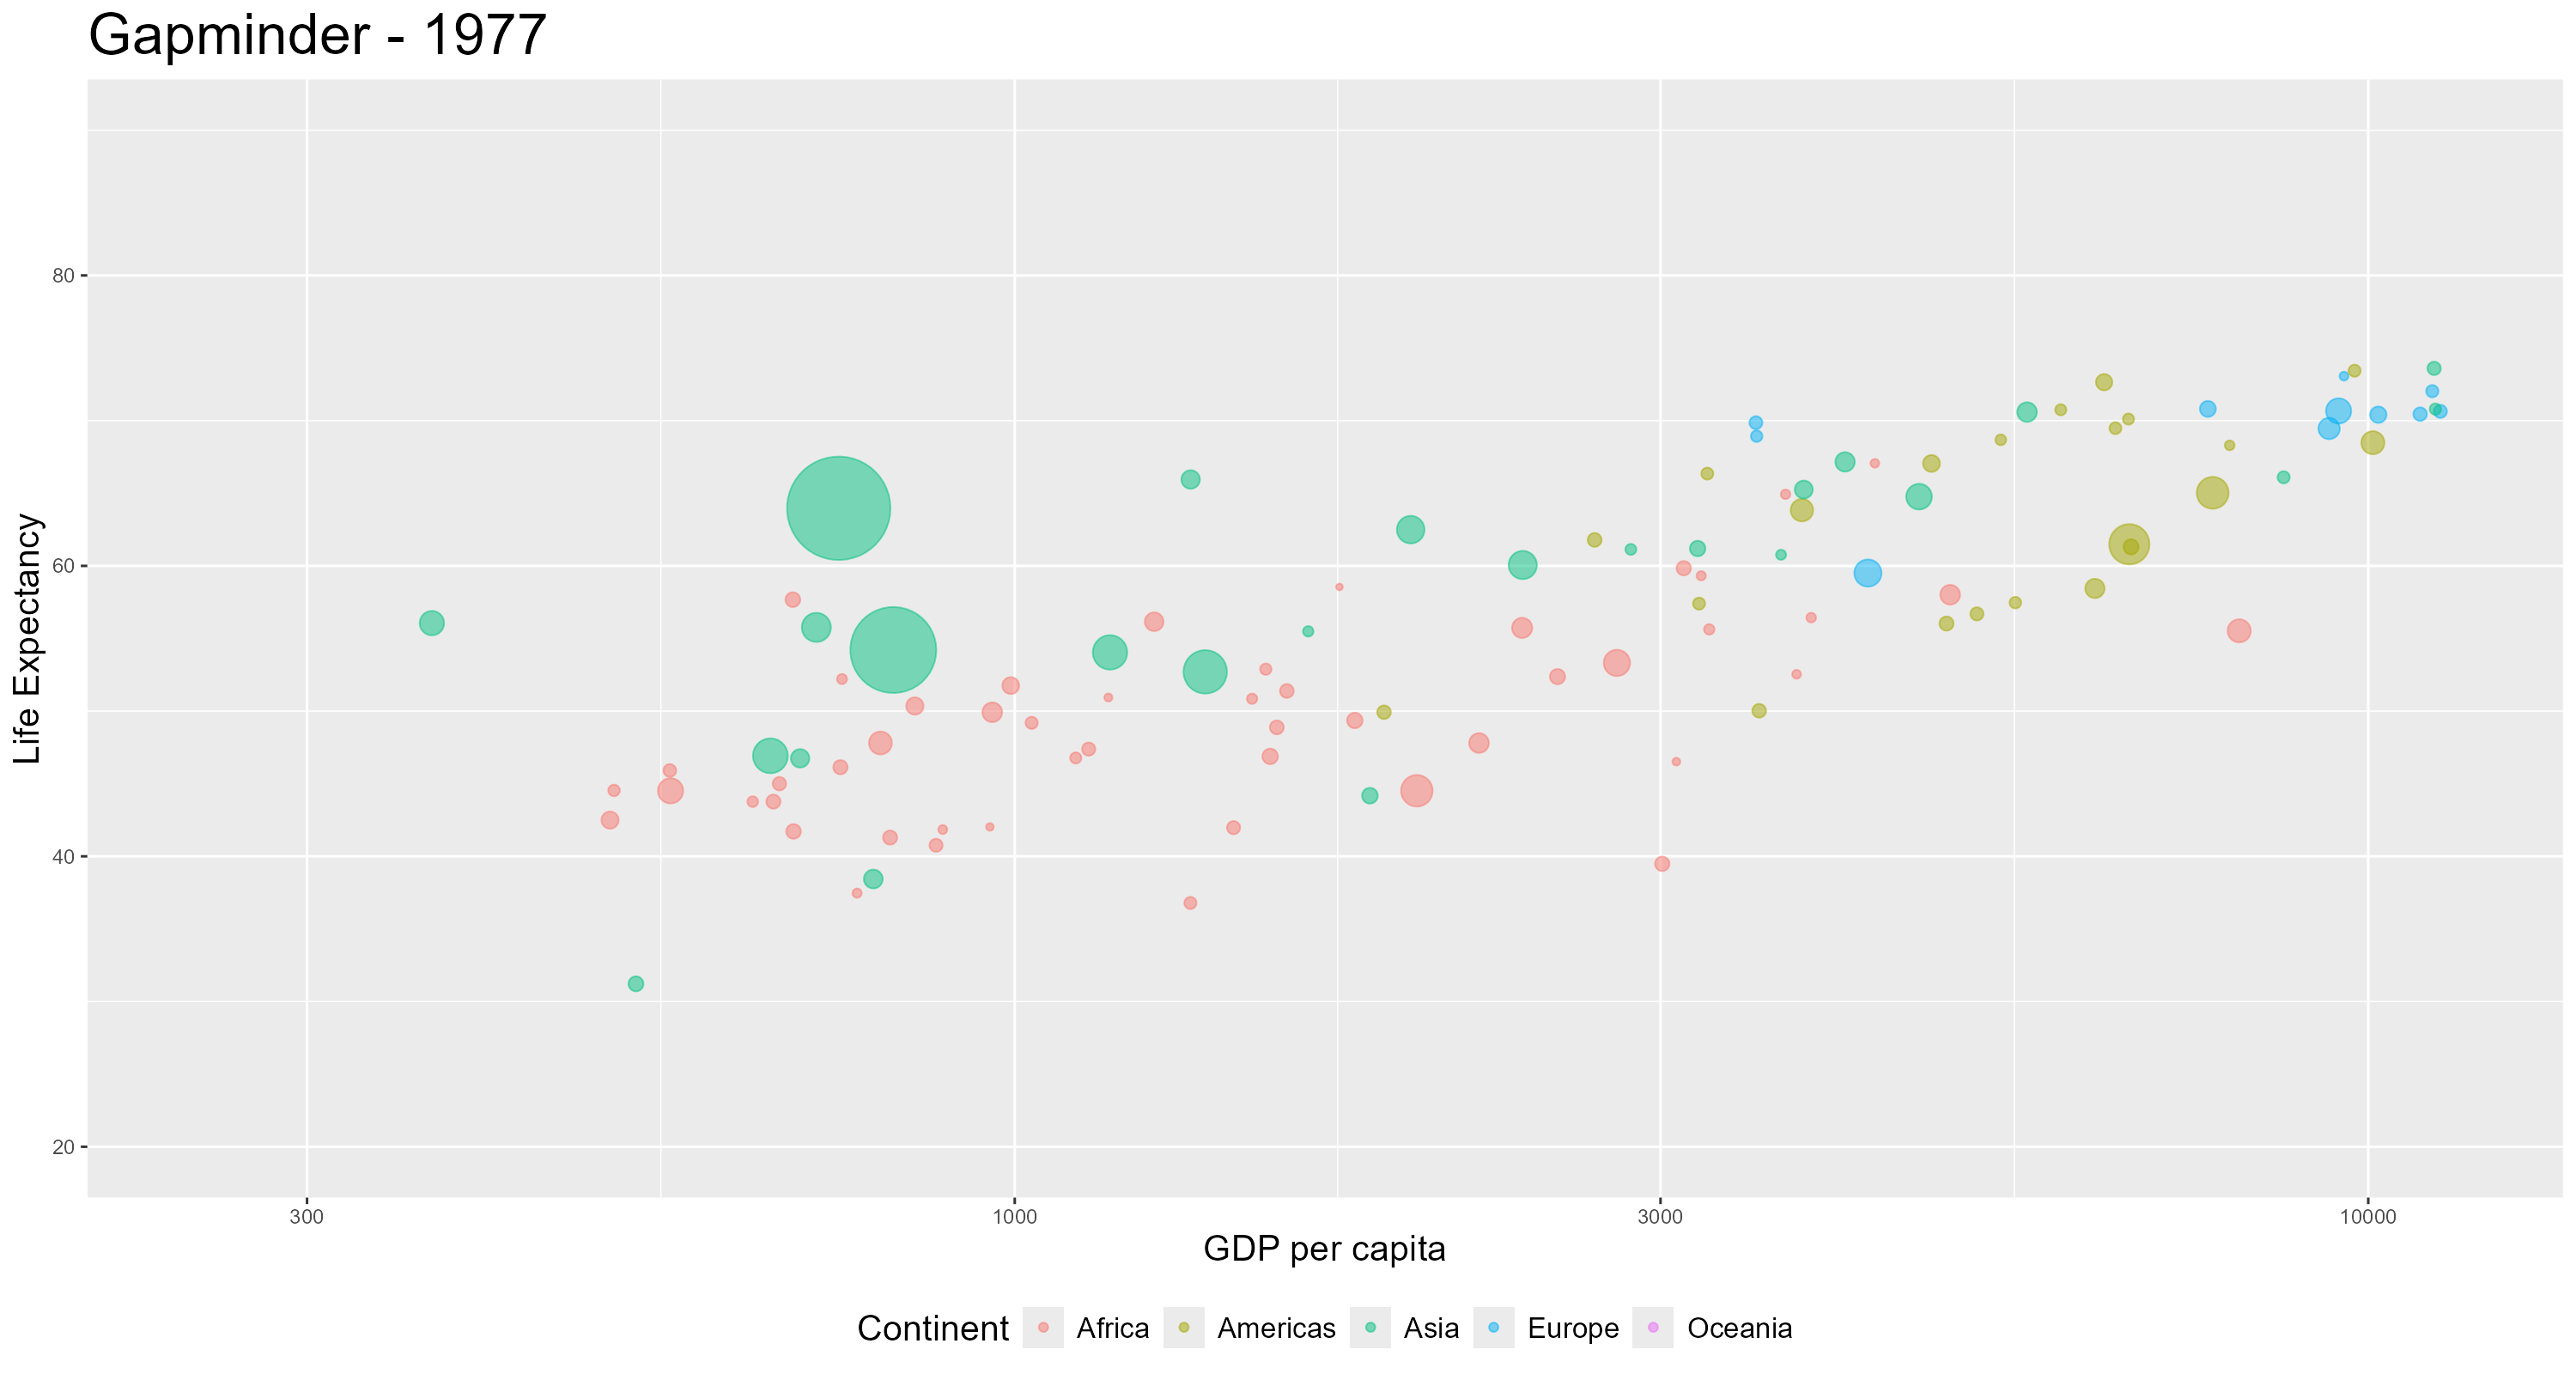 Gapminder - 1977
Life Expectancy
80
60
40
20
300 1000 3000 10000
GDP per capita
Continent Africa Americas Asia Europe Oceania